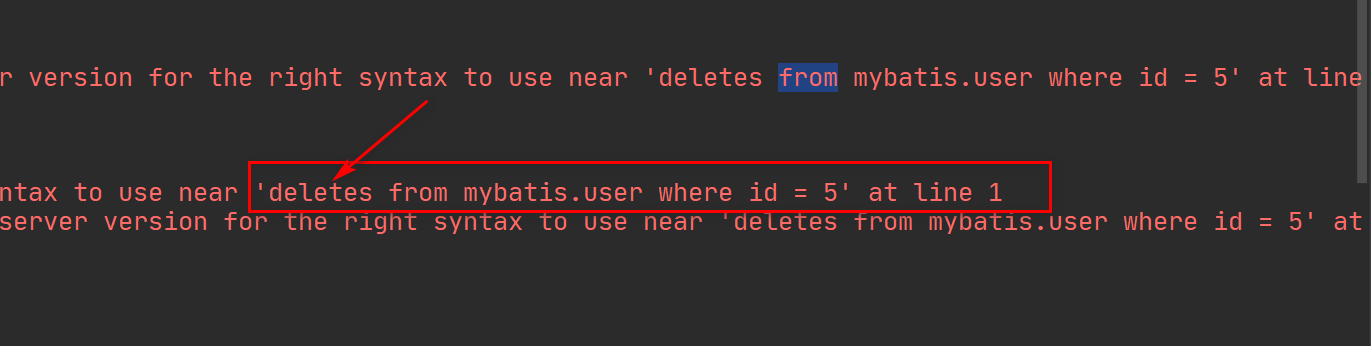 r version for the right syntax to use near 'deletes from mybatis.user where id = 5' at line
ntax to use near 'deletes from mybatis.user where id = 5' at line 1
server version for the right syntax to use near 'deletes from mybatis.user where id = 5' at